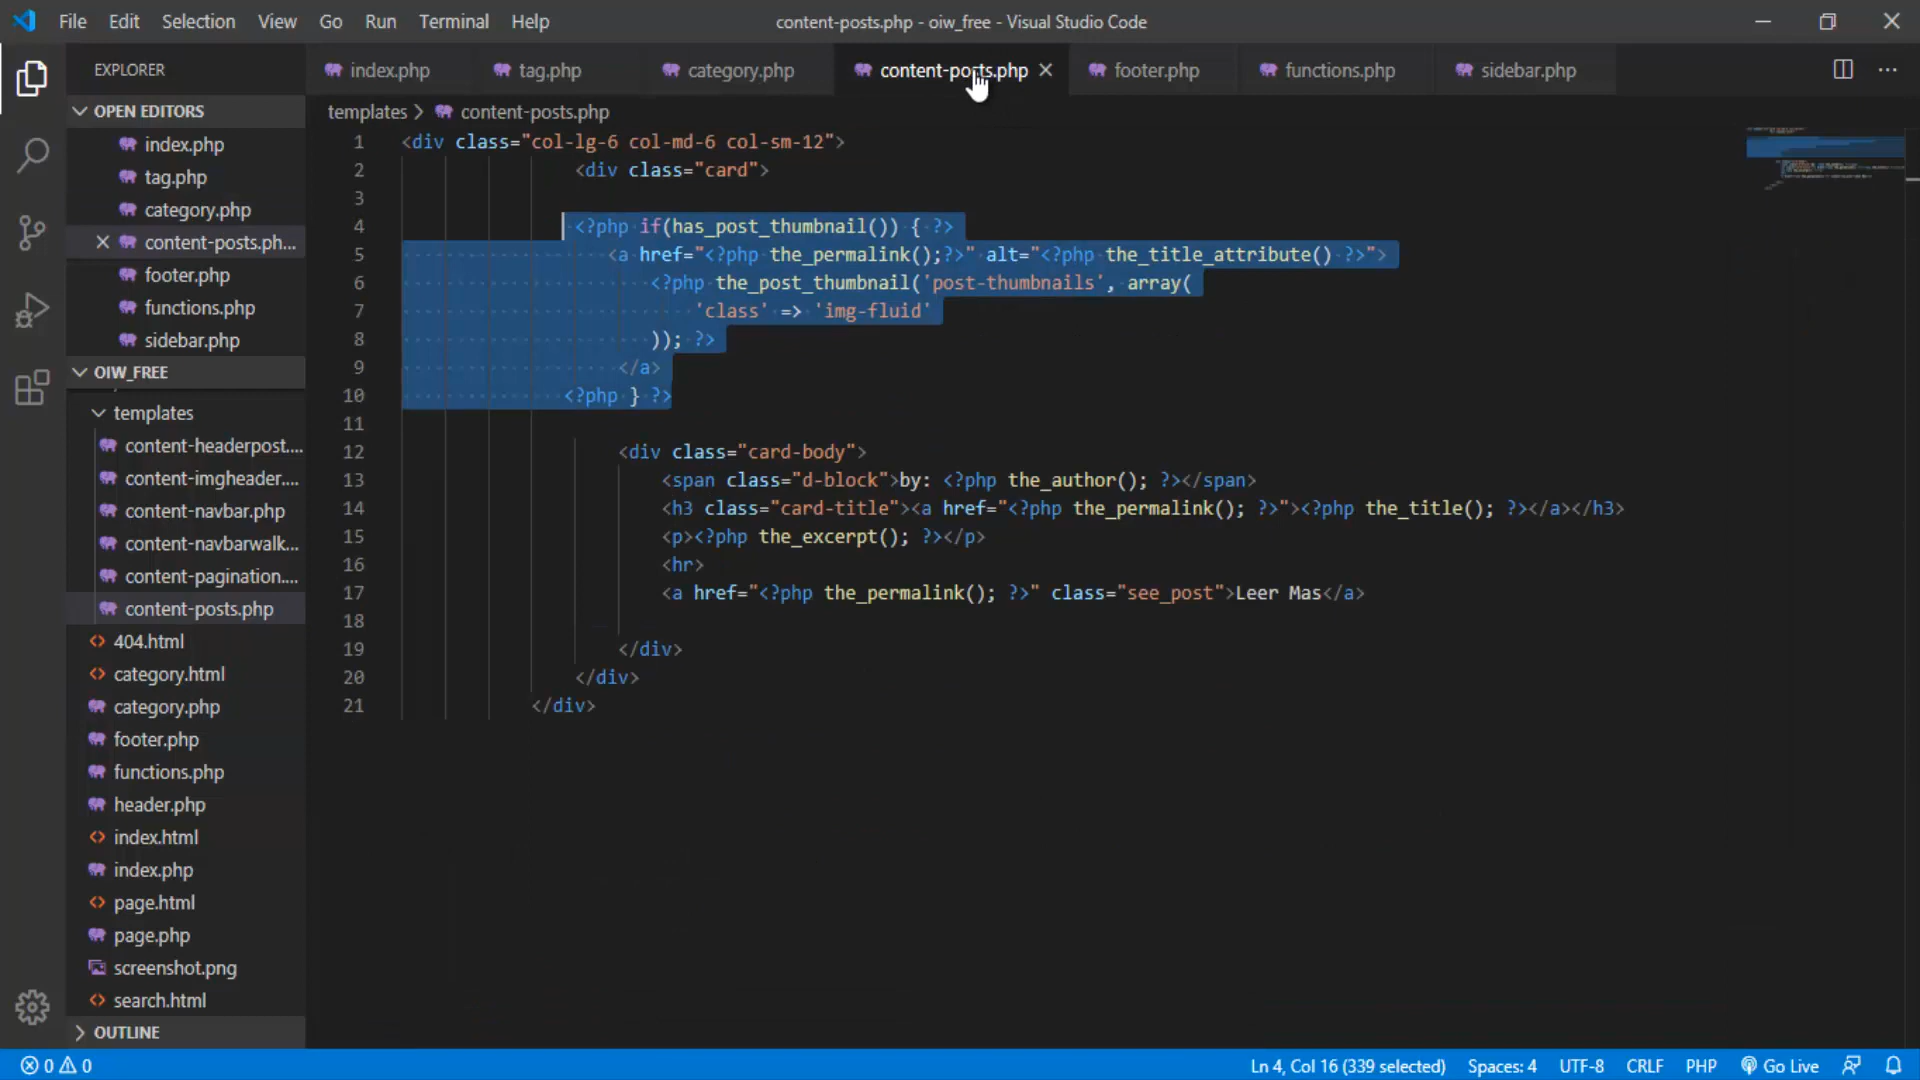 File Edit Selection View Go Run Terminal Help
content-posts.php - oiw_free - Visual Studio Code
EXPLORER
OPEN EDITORS
index.php
tag.php
category.php
content-posts.ph...
footer.php
functions.php
sidebar.php
OIW_FREE
templates
content-headerpost....
content-imgheader....
content-navbar.php
content-navbarwalk...
content-pagination....
content-posts.php
404.html
category.html
category.php
footer.php
functions.php
header.php
index.html
index.php
page.html
page.php
screenshot.png
search.html
OUTLINE
index.php tag.php category.php content-posts.php footer.php functions.php sidebar.php
templates > content-posts.php
1 <div class="col-lg-6 col-md-6 col-sm-12">
2 <div class="card">
3
4 <?php if(has_post_thumbnail()) { ?>
5 <a href="<?php the_permalink();?>" alt="<?php the_title_attribute() ?>">
6 <?php the_post_thumbnail('post-thumbnails', array(
7 'class' => 'img-fluid'
8 )); ?>
9 </a>
10 <?php } ?>
11
12 <div class="card-body">
13 <span class="d-block">by: <?php the_author(); ?></span>
14 <h3 class="card-title"><a href="<?php the_permalink(); ?>"><?php the_title(); ?></a></h3>
15 <p><?php the_excerpt(); ?></p>
16 <hr>
17 <a href="<?php the_permalink(); ?>" class="see_post">Leer Mas</a>
18
19 </div>
20 </div>
21 </div>
0 0
Ln 4, Col 16 (339 selected) Spaces: 4 UTF-8 CRLF PHP Go Live